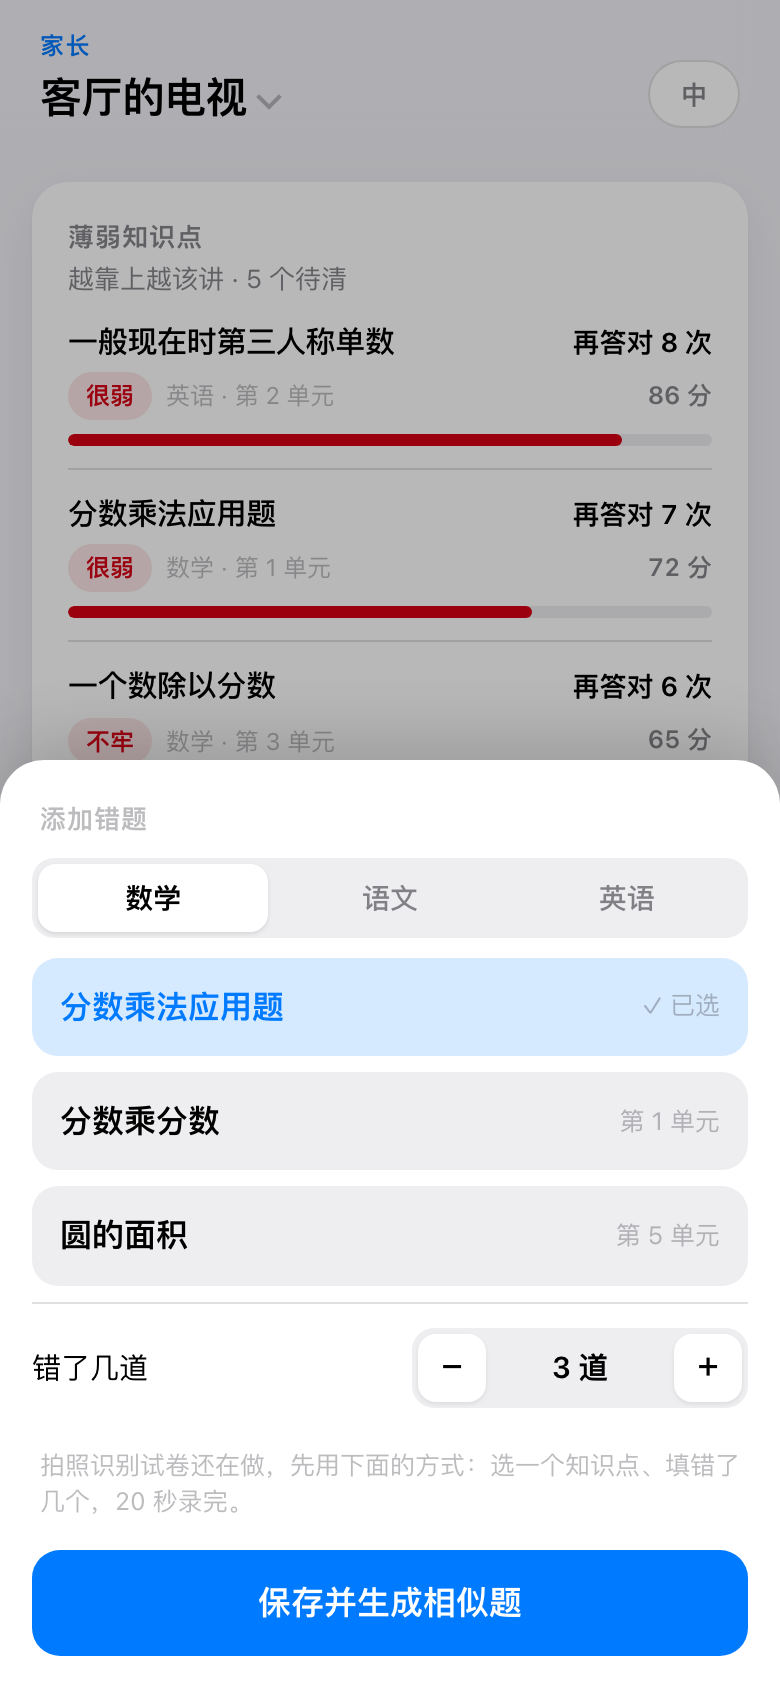 家长
客厅的电视
中
薄弱知识点
越靠上越该讲 · 5 个待清
一般现在时第三人称单数
再答对 8 次
很弱
英语 · 第 2 单元
86 分
分数乘法应用题
再答对 7 次
很弱
数学 · 第 1 单元
72 分
一个数除以分数
再答对 6 次
不牢
数学 · 第 3 单元
65 分
添加错题
数学
语文
英语
分数乘法应用题
✓ 已选
分数乘分数
第 1 单元
圆的面积
第 5 单元
错了几道
− 3 道 +
拍照识别试卷还在做，先用下面的方式：选一个知识点、填错了
几个，20 秒录完。
保存并生成相似题